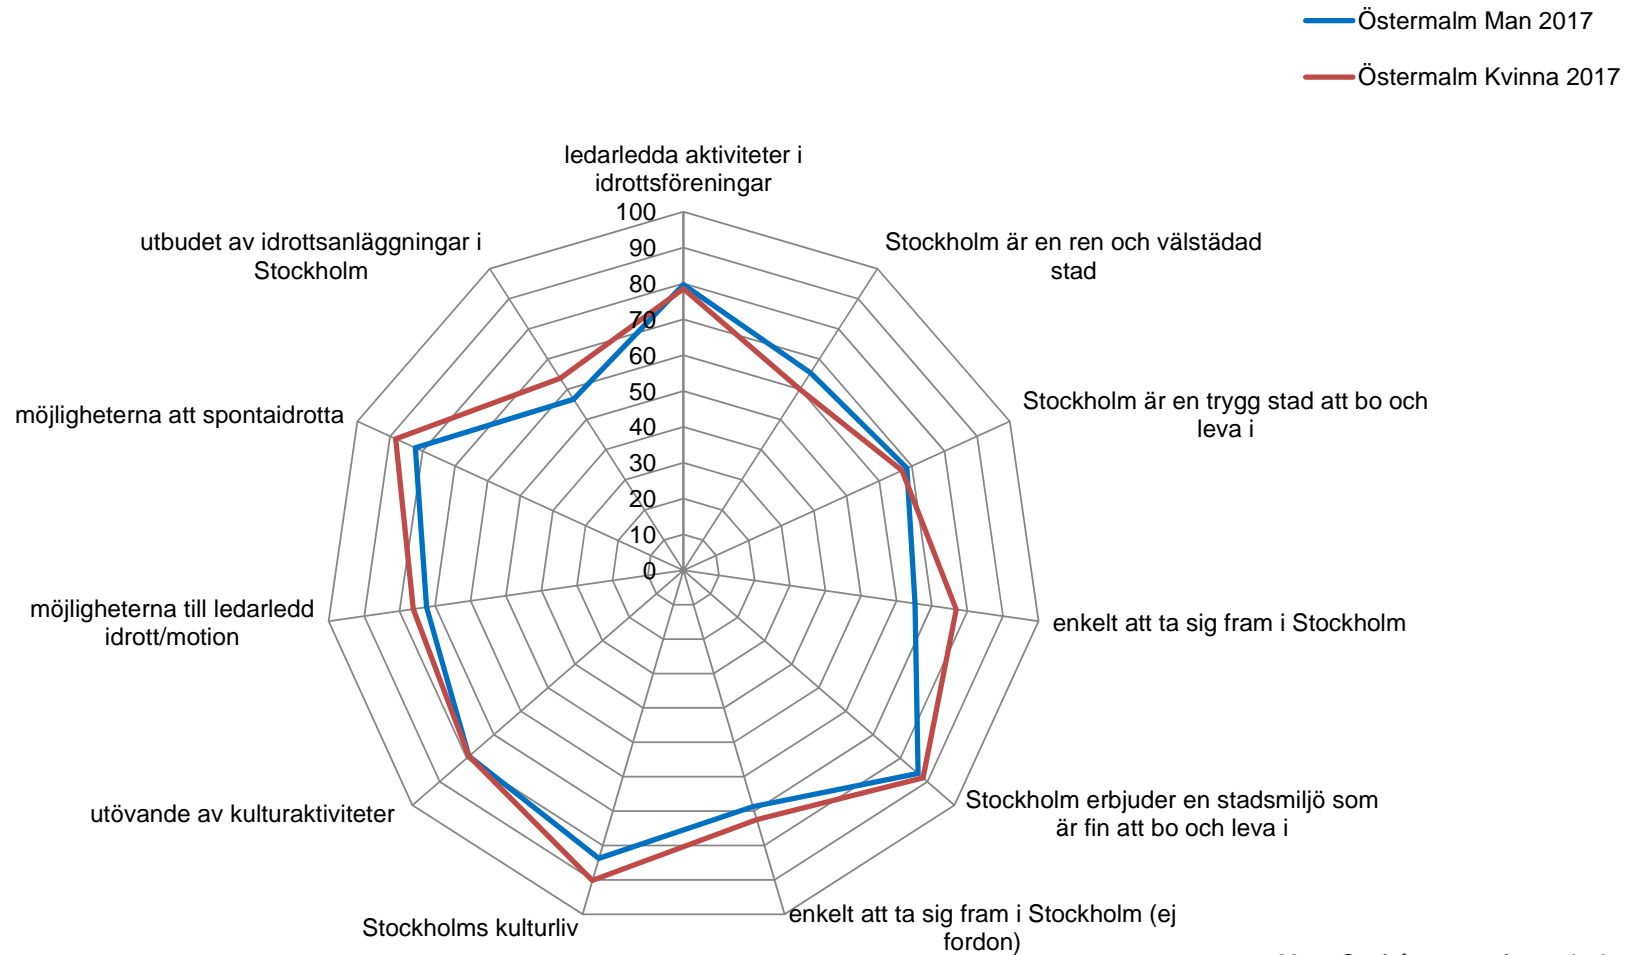 Östermalm Man 2017
Östermalm Kvinna 2017
ledarledda aktiviteter i
idrottsföreningar
Stockholm är en ren och välstädad
stad
Stockholm är en trygg stad att bo och
leva i
enkelt att ta sig fram i Stockholm
Stockholm erbjuder en stadsmiljö som
är fin att bo och leva i
enkelt att ta sig fram i Stockholm (ej
fordon)
Stockholms kulturliv
utövande av kulturaktiviteter
möjligheterna till ledarledd
idrott/motion
möjligheterna att spontaidrotta
utbudet av idrottsanläggningar i
Stockholm
100
90
80
70
60
50
40
30
20
10
0